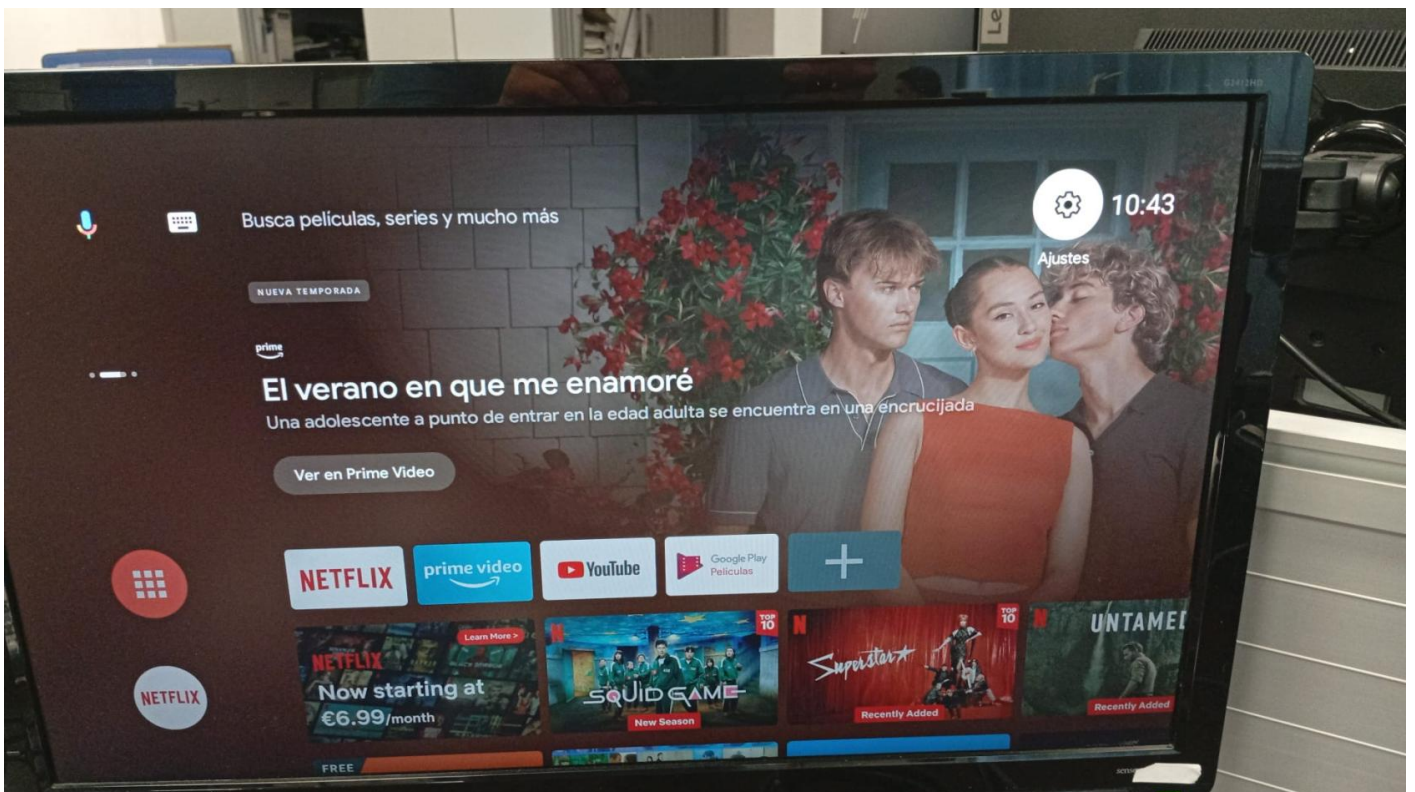 Le
G2412HD
Busca películas, series y mucho más
10:43
Ajustes
NUEVA TEMPORADA
prime
El verano en que me enamoré
Una adolescente a punto de entrar en la edad adulta se encuentra en una encrucijada
Ver en Prime Video
NETFLIX
prime video
YouTube
Google Play
Películas
NETFLIX
Learn More >
NETFLIX
Now starting at
€6.99/month
N
TOP
10
SQUID GAME
New Season
N
TOP
10
Superstar
Recently Added
N
UNTAMED
Recently Added
FREE